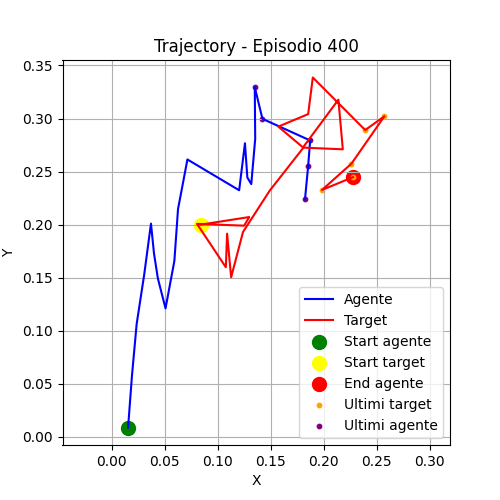 Trajectory - Episodio 400
0.35
0.30
0.25
0.20
0.15
0.10
0.05
0.00
Y
0.00 0.05 0.10 0.15 0.20 0.25 0.30
X
Agente
Target
Start agente
Start target
End agente
Ultimi target
Ultimi agente